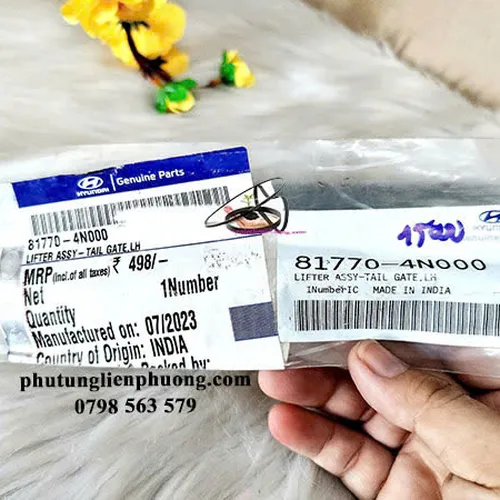 HYUNDAI
Genuine Parts
81770-4N000
LIFTER ASSY-TAIL GATE,LH
MRP(incl.of all taxes) ₹ 498/-
Net
1Number
Quantity
Manufactured on: 07/2023
Country of Origin: INDIA
Packed by:
81770-4N000
LIFTER ASSY-TAIL GATE,LH
1NumberIC MADE IN INDIA
phutunglienphuong.com
0798 563 579